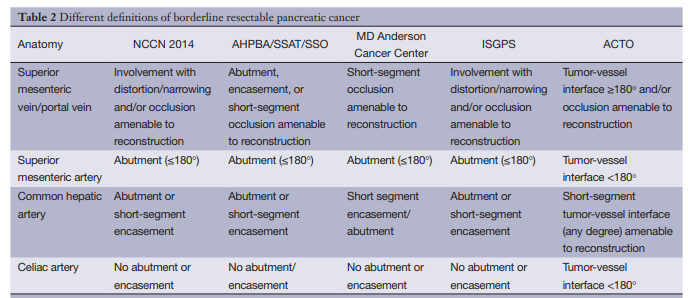 Table 2 Different definitions of borderline resectable pancreatic cancer
Anatomy NCCN 2014 AHPBA/SSAT/SSO MD Anderson Cancer Center ISGPS ACTO
Superior Involvement with Abutment, Short-segment Involvement with Tumor-vessel
mesenteric distortion/narrowing encasement, or occlusion distortion/narrowing interface ≥180° and/or
vein/portal vein and/or occlusion short-segment amenable to and/or occlusion occlusion amenable to
amenable to occlusion amenable reconstruction amenable to reconstruction
reconstruction to reconstruction reconstruction
Superior Abutment (≤180°) Abutment (≤180°) Abutment (≤180°) Abutment (≤180°) Tumor-vessel
mesenteric artery interface <180°
Common hepatic Abutment or Abutment or Short segment Abutment or Short-segment
artery short-segment short-segment encasement/ short-segment tumor-vessel interface
encasement encasement abutment encasement (any degree) amenable
to reconstruction
Celiac artery No abutment or No abutment/ No abutment or No abutment or Tumor-vessel
encasement encasement encasement encasement interface <180°